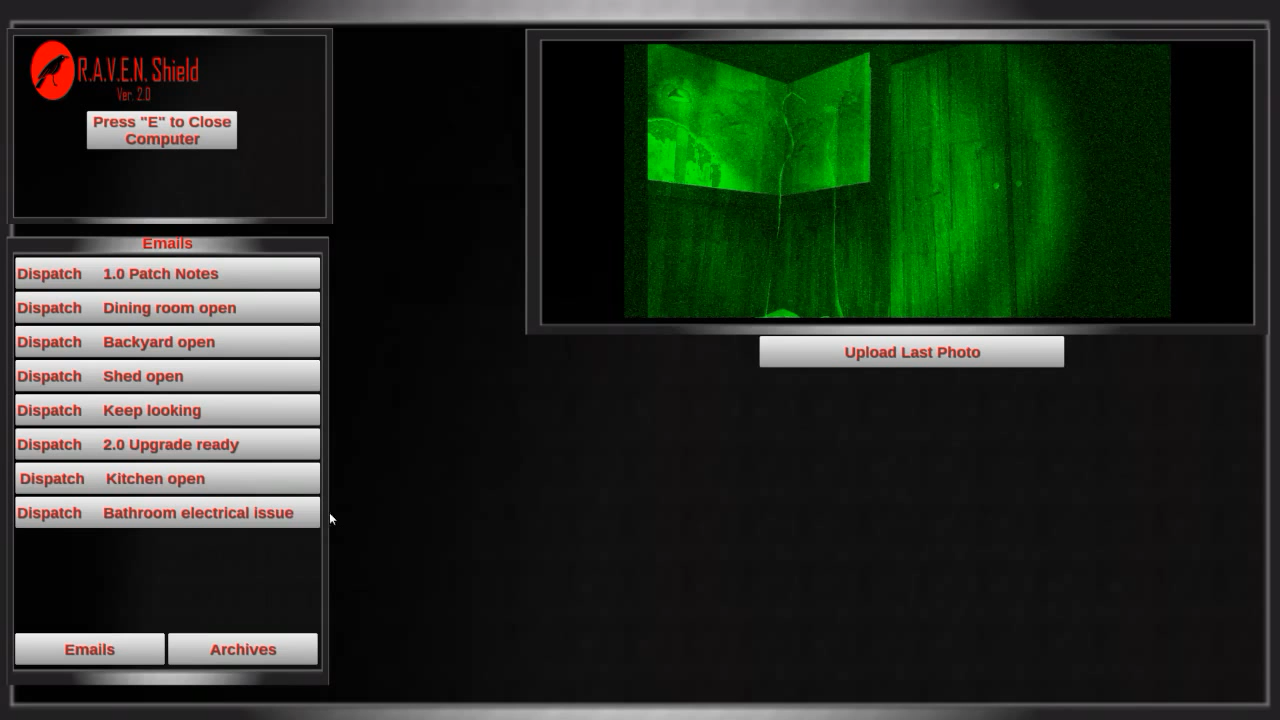 R.A.V.E.N. Shield
Ver. 2.0
Press "E" to Close
Computer
Emails
Dispatch 1.0 Patch Notes
Dispatch Dining room open
Dispatch Backyard open
Dispatch Shed open
Dispatch Keep looking
Dispatch 2.0 Upgrade ready
Dispatch Kitchen open
Dispatch Bathroom electrical issue
Emails Archives
Upload Last Photo